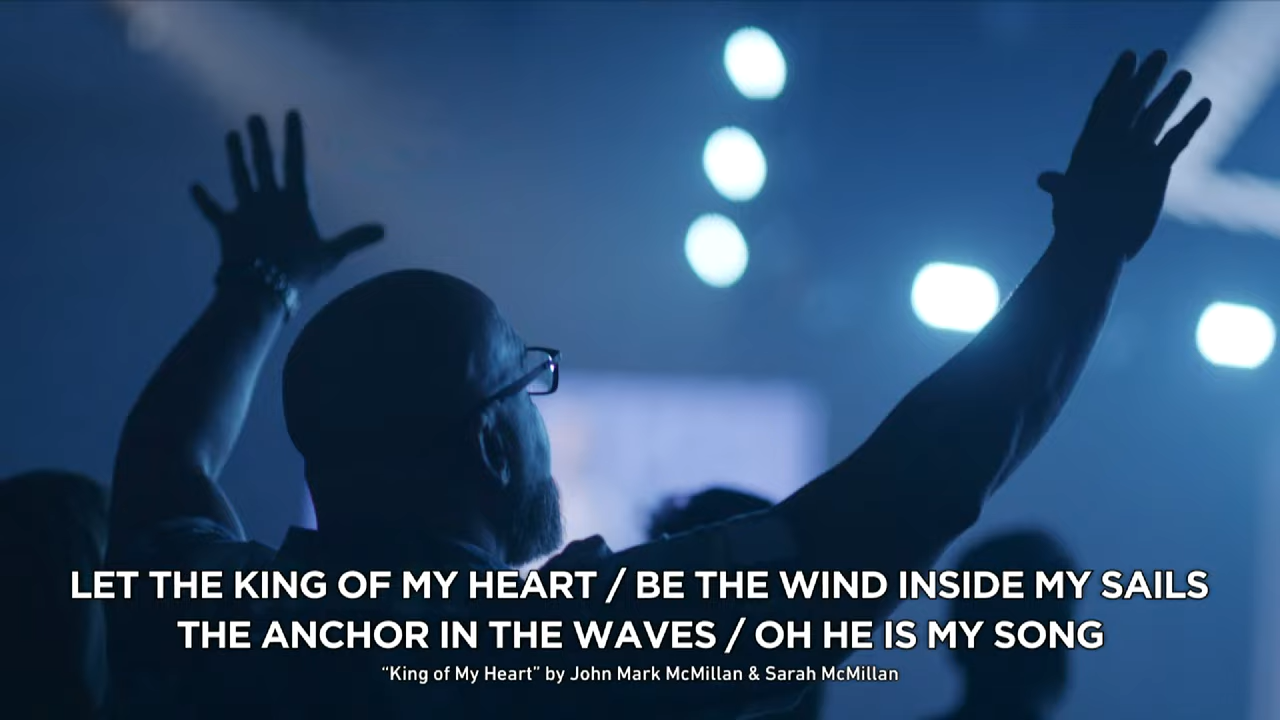 LET THE KING OF MY HEART / BE THE WIND INSIDE MY SAILS
THE ANCHOR IN THE WAVES / OH HE IS MY SONG
“King of My Heart” by John Mark McMillan & Sarah McMillan